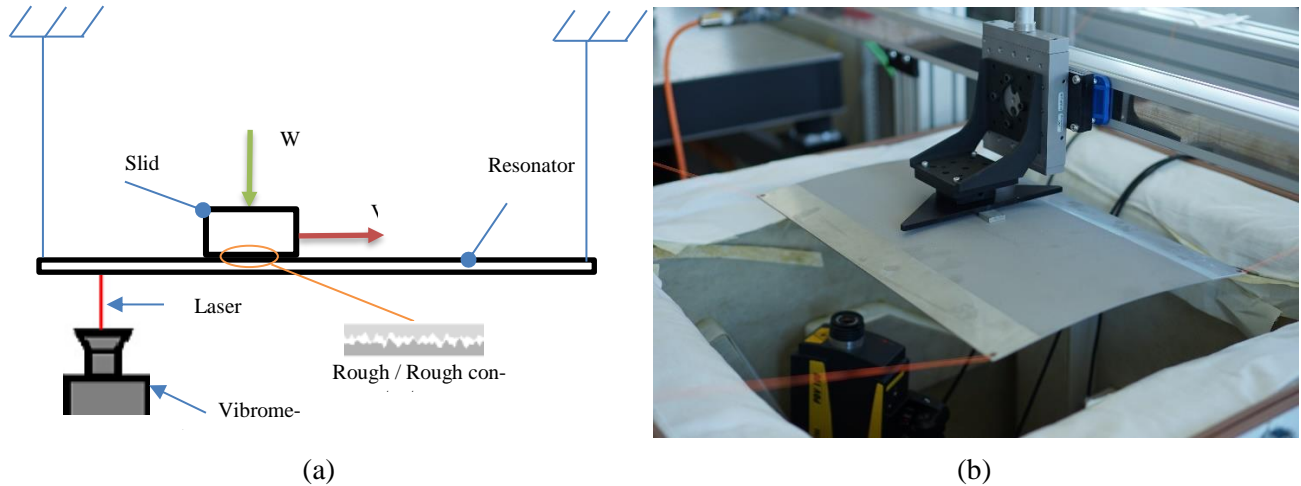 W
Slid
Resonator
Laser
Rough / Rough con-
Vibrome-
(a)
(b)